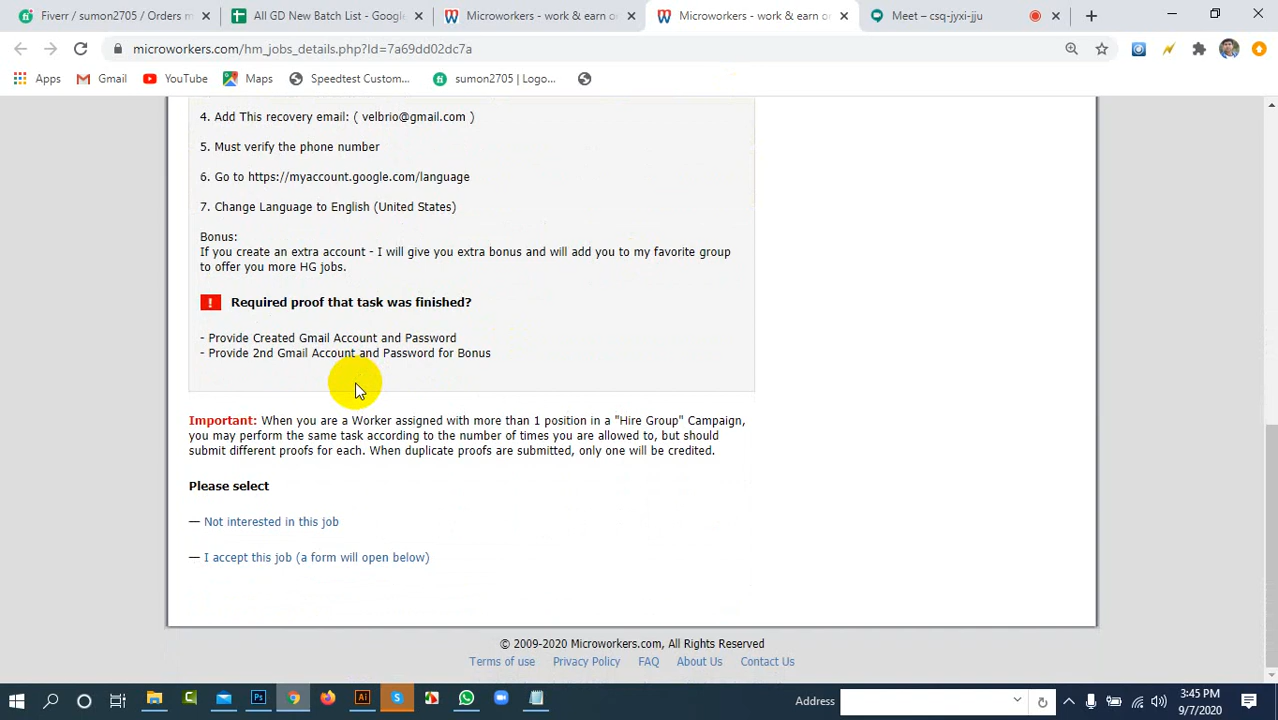 Fiverr / sumon2705 / Orders m
All GD New Batch List - Google
Microworkers - work & earn o
Microworkers - work & earn o
Meet – csq-jyxi-jju
microworkers.com/hm_jobs_details.php?Id=7a69dd02dc7a
Apps
Gmail
YouTube
Maps
Speedtest Custom...
sumon2705 | Logo...
4. Add This recovery email: ( velbrio@gmail.com )
5. Must verify the phone number
6. Go to https://myaccount.google.com/language
7. Change Language to English (United States)
Bonus:
If you create an extra account - I will give you extra bonus and will add you to my favorite group
to offer you more HG jobs.
! Required proof that task was finished?
- Provide Created Gmail Account and Password
- Provide 2nd Gmail Account and Password for Bonus
Important: When you are a Worker assigned with more than 1 position in a "Hire Group" Campaign,
you may perform the same task according to the number of times you are allowed to, but should
submit different proofs for each. When duplicate proofs are submitted, only one will be credited.
Please select
— Not interested in this job
— I accept this job (a form will open below)
© 2009-2020 Microworkers.com, All Rights Reserved
Terms of use Privacy Policy FAQ About Us Contact Us
Address
3:45 PM
9/7/2020